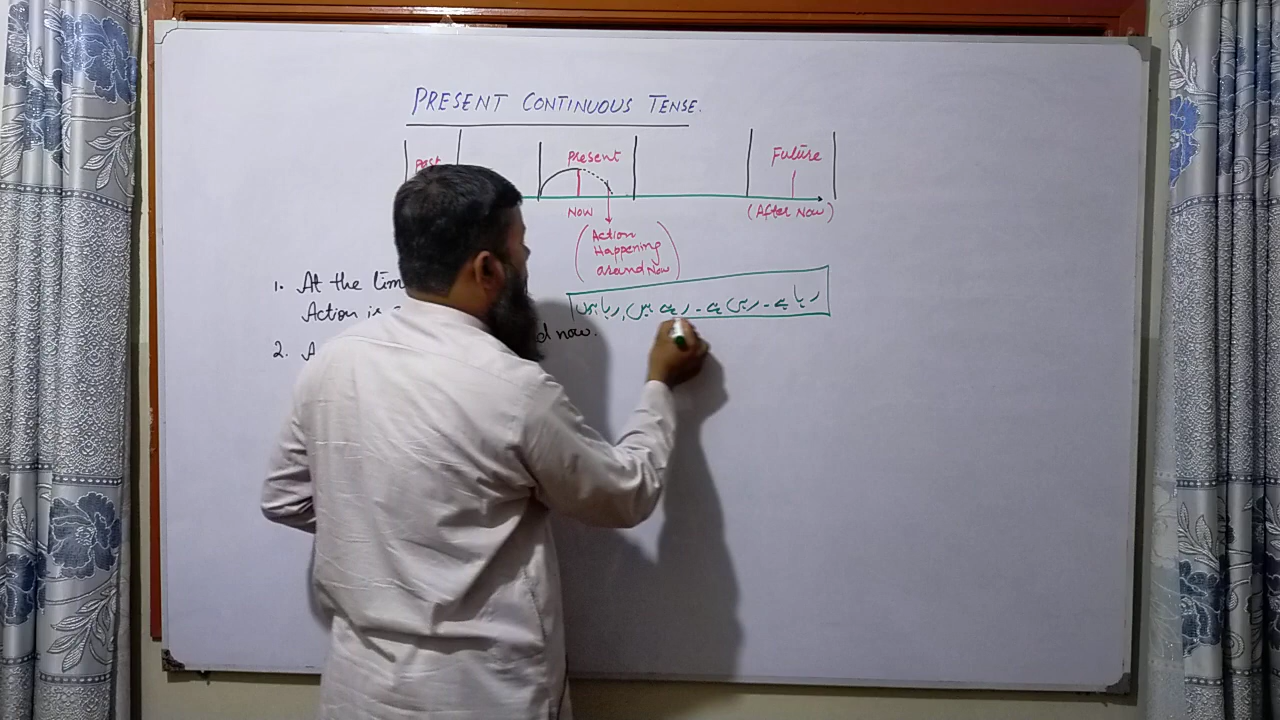 PRESENT CONTINUOUS TENSE.
Past
Present
Future
Now
(After Now)
(Action
Happening
around Now)
1. At the
رہا ہے - رہی ہے - رہے ہیں, رہا ہوں
Action is
2. A
now.